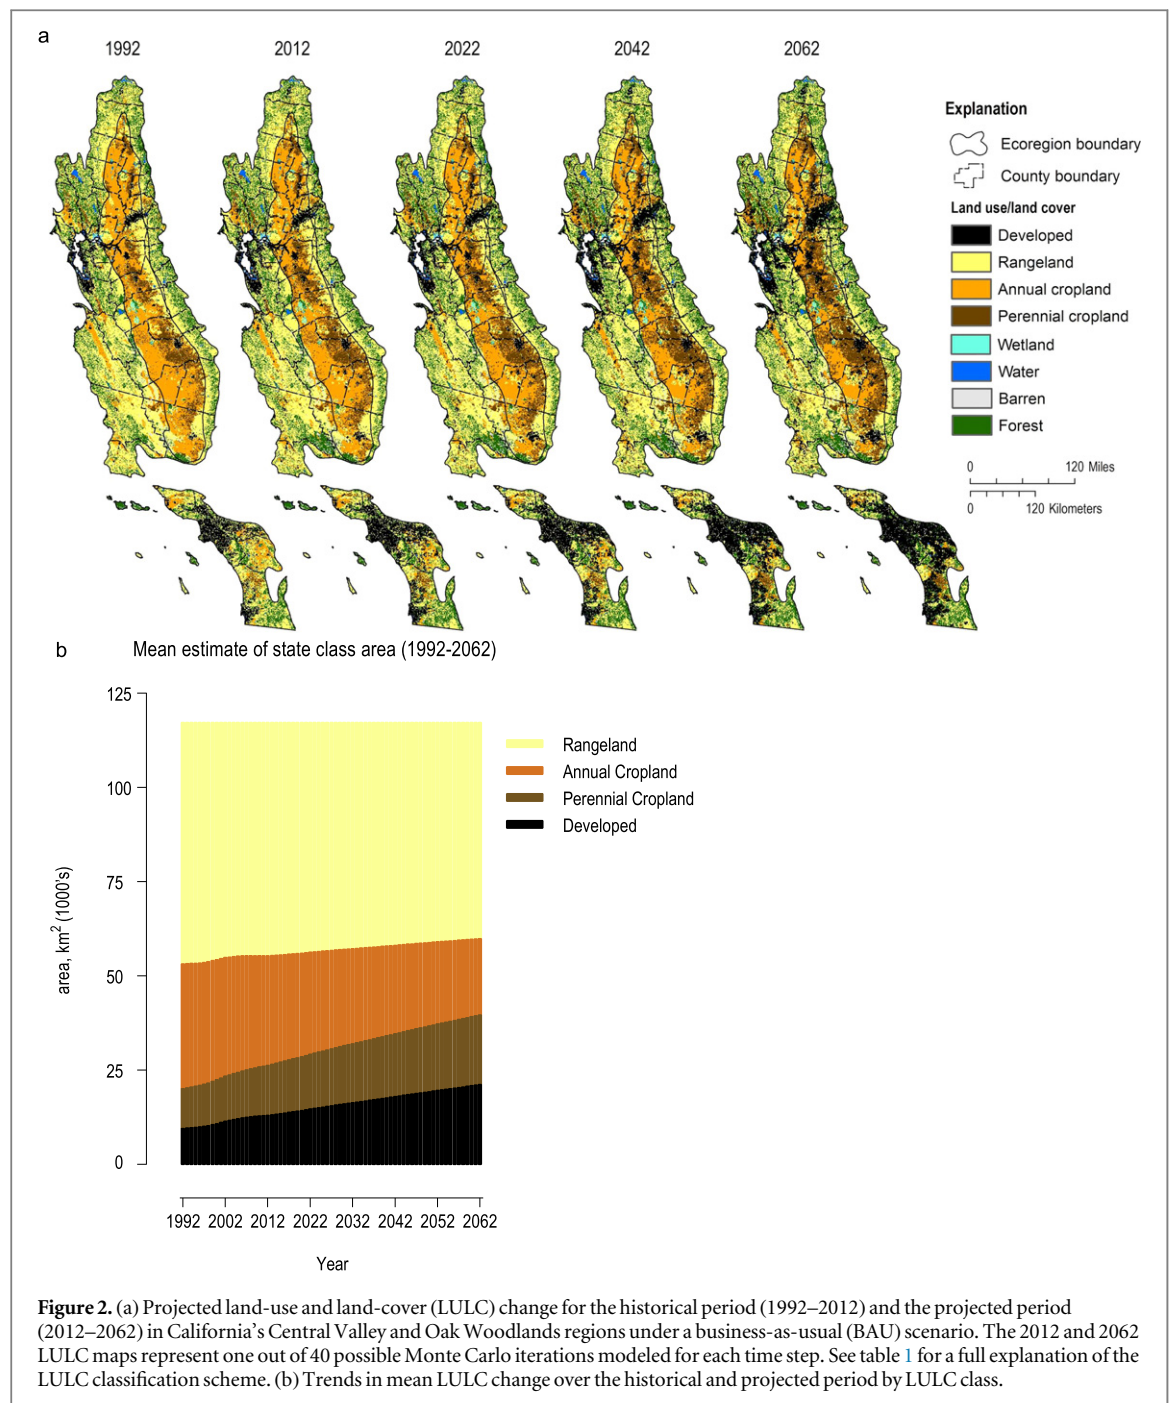 a
1992 2012 2022 2042 2062
Explanation
Ecoregion boundary
County boundary
Land use/land cover
Developed
Rangeland
Annual cropland
Perennial cropland
Wetland
Water
Barren
Forest
0 120 Miles
0 120 Kilometers
b Mean estimate of state class area (1992-2062)
125
100
75
50
25
0
area, km² (1000's)
Rangeland
Annual Cropland
Perennial Cropland
Developed
1992 2002 2012 2022 2032 2042 2052 2062
Year
Figure 2. (a) Projected land-use and land-cover (LULC) change for the historical period (1992–2012) and the projected period
(2012–2062) in California's Central Valley and Oak Woodlands regions under a business-as-usual (BAU) scenario. The 2012 and 2062
LULC maps represent one out of 40 possible Monte Carlo iterations modeled for each time step. See table 1 for a full explanation of the
LULC classification scheme. (b) Trends in mean LULC change over the historical and projected period by LULC class.